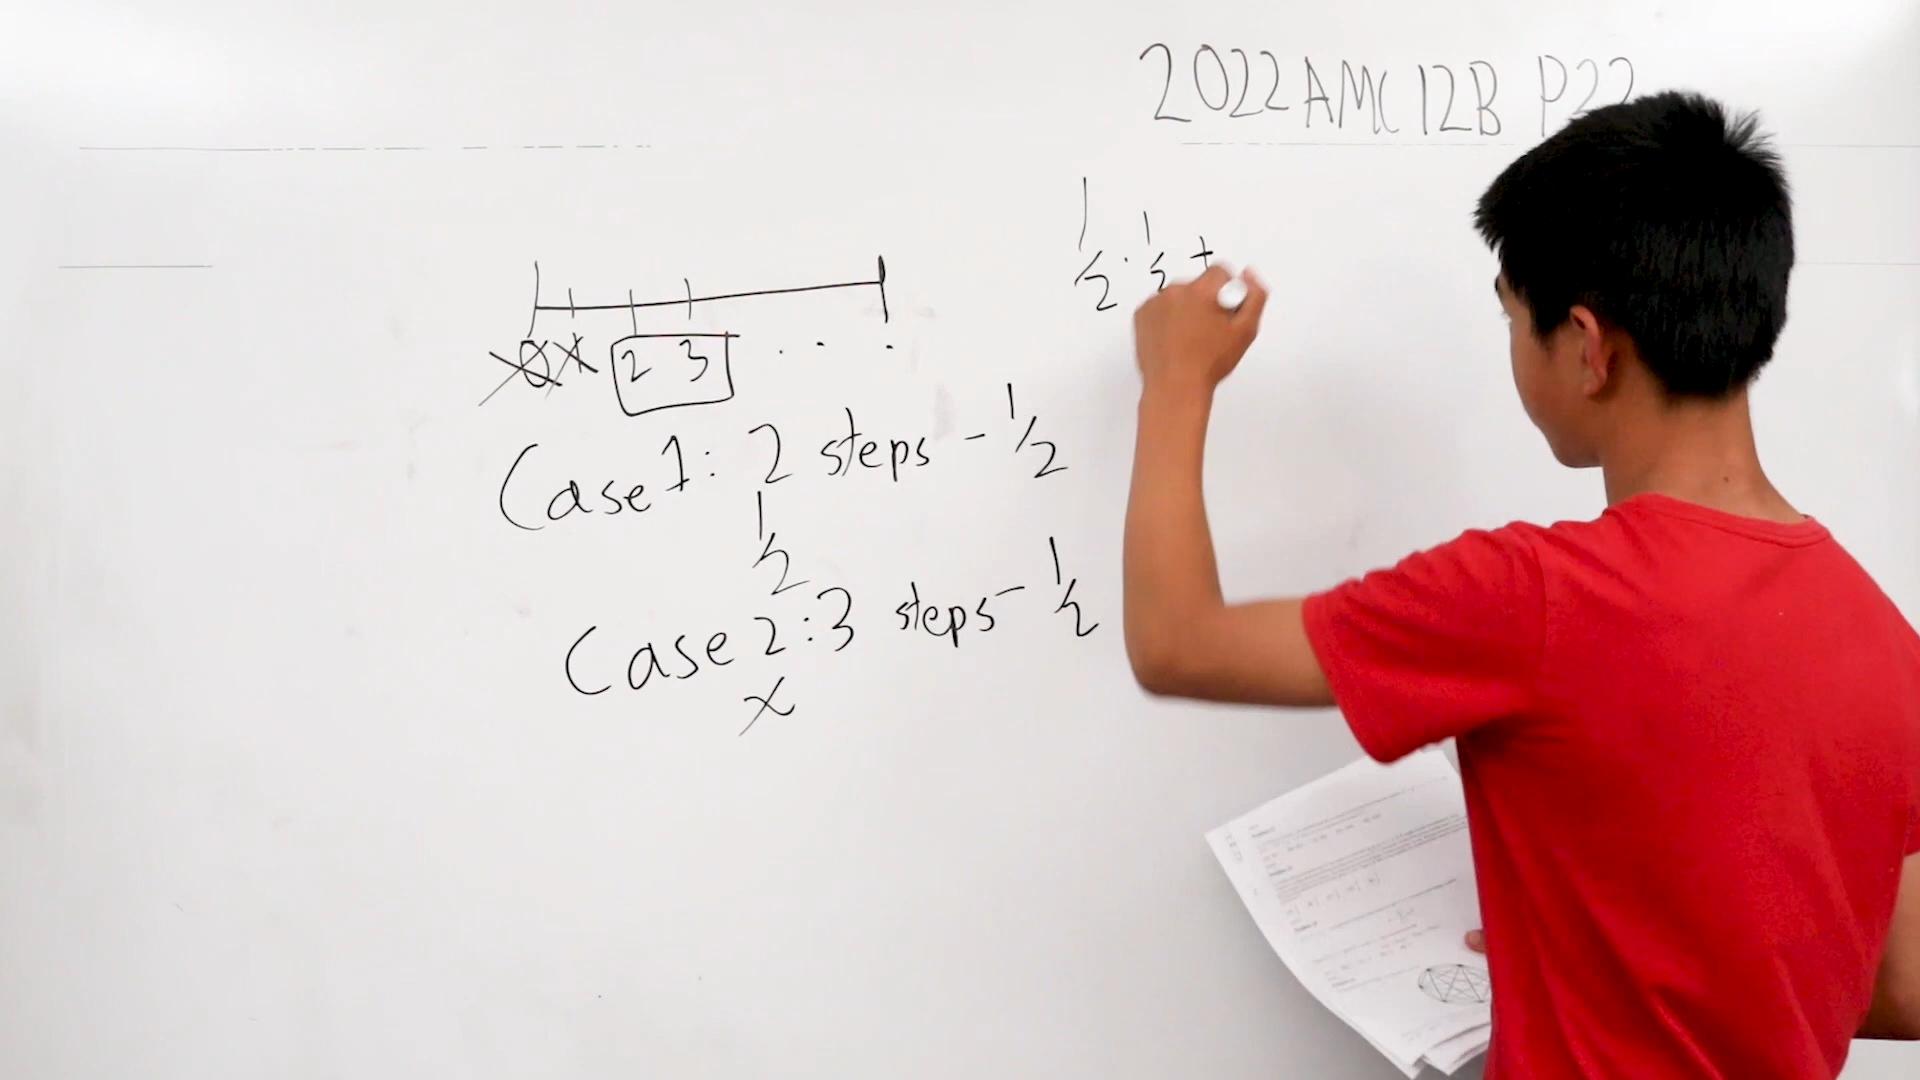 2022 AMC 12B P22
1/2 · 1/2 +
0 1 2 3 . . .
Case 1: 2 steps - 1/2
1/2
Case 2: 3 steps - 1/2
x